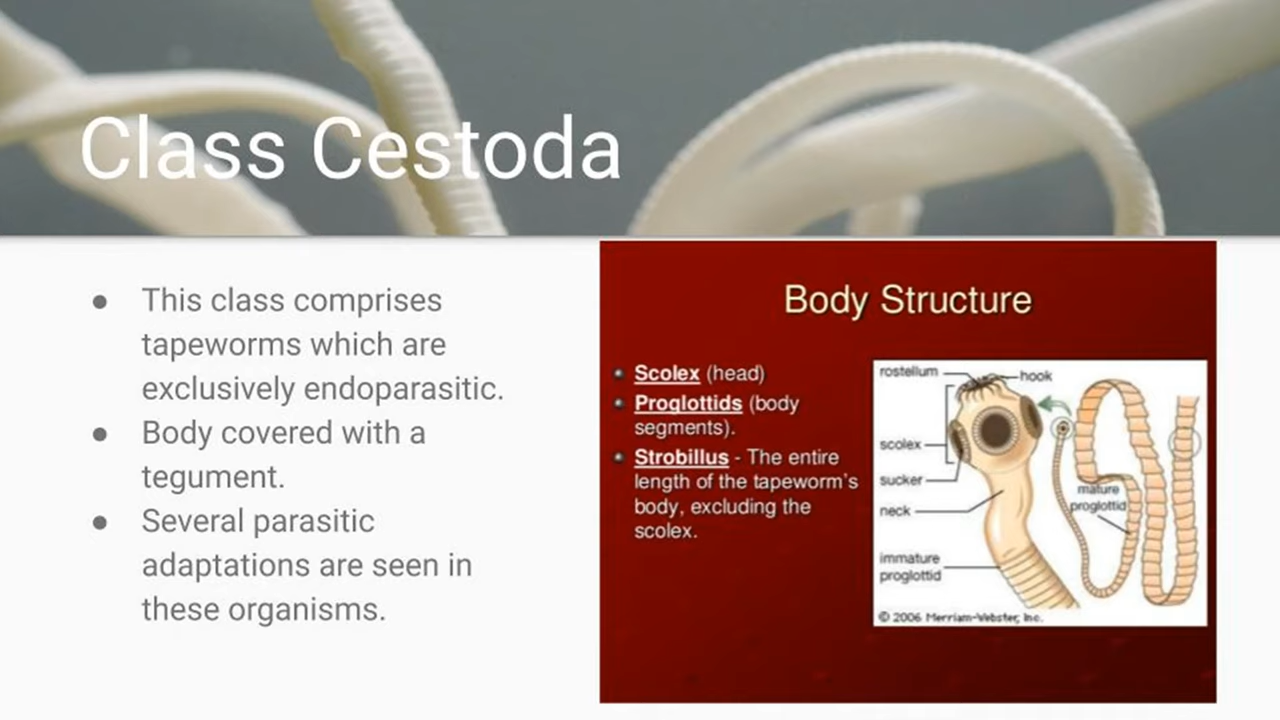 Class Cestoda
● This class comprises
tapeworms which are
exclusively endoparasitic.
● Body covered with a
tegument.
● Several parasitic
adaptations are seen in
these organisms.
Body Structure
Scolex (head)
Proglottids (body
segments).
Strobillus - The entire
length of the tapeworm's
body, excluding the
scolex.
rostellum
hook
scolex
sucker
neck
mature
proglottid
immature
proglottid
© 2006 Merriam-Webster, Inc.